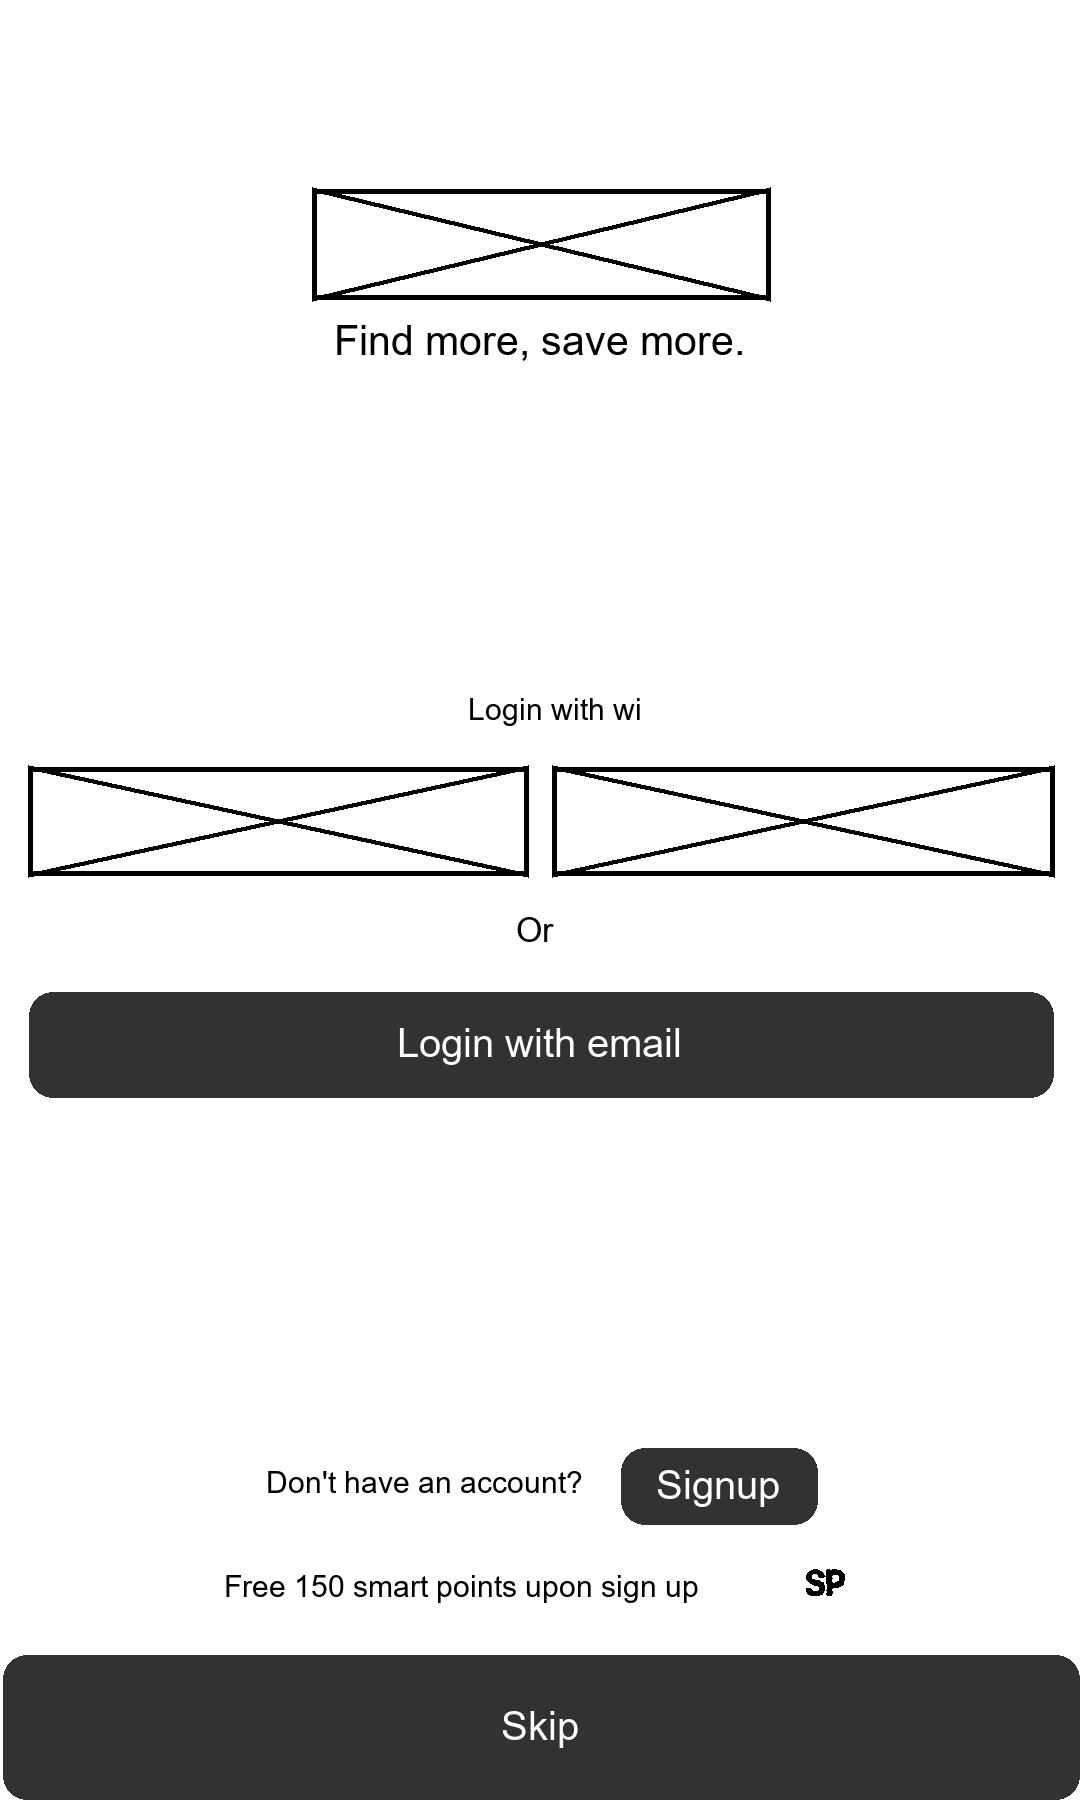 Find more, save more.
Login with wi
Or
Login with email
Don't have an account?
Signup
Free 150 smart points upon sign up
SP
Skip